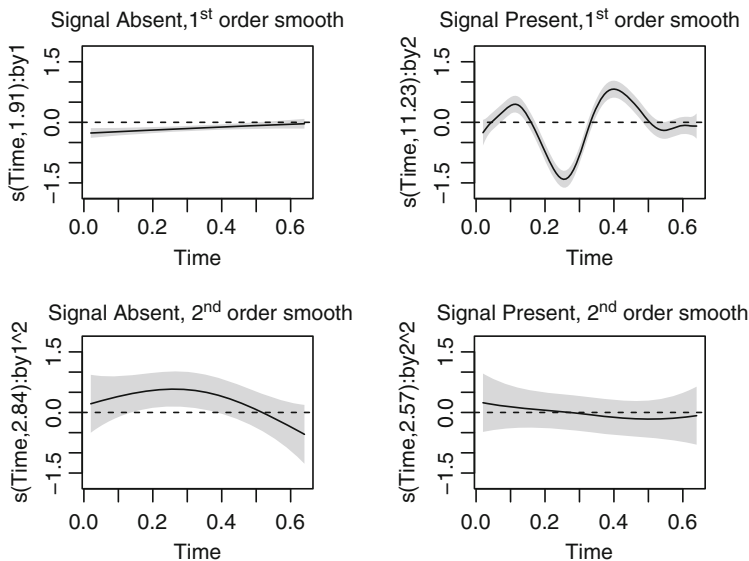 Signal Absent,1st order smooth
s(Time,1.91):by1
1.5
0.0
−1.5
0.0 0.2 0.4 0.6
Time
Signal Present,1st order smooth
s(Time,11.23):by2
1.5
0.0
−1.5
0.0 0.2 0.4 0.6
Time
Signal Absent, 2nd order smooth
s(Time,2.84):by1^2
1.5
0.0
−1.5
0.0 0.2 0.4 0.6
Time
Signal Present, 2nd order smooth
s(Time,2.57):by2^2
1.5
0.0
−1.5
0.0 0.2 0.4 0.6
Time